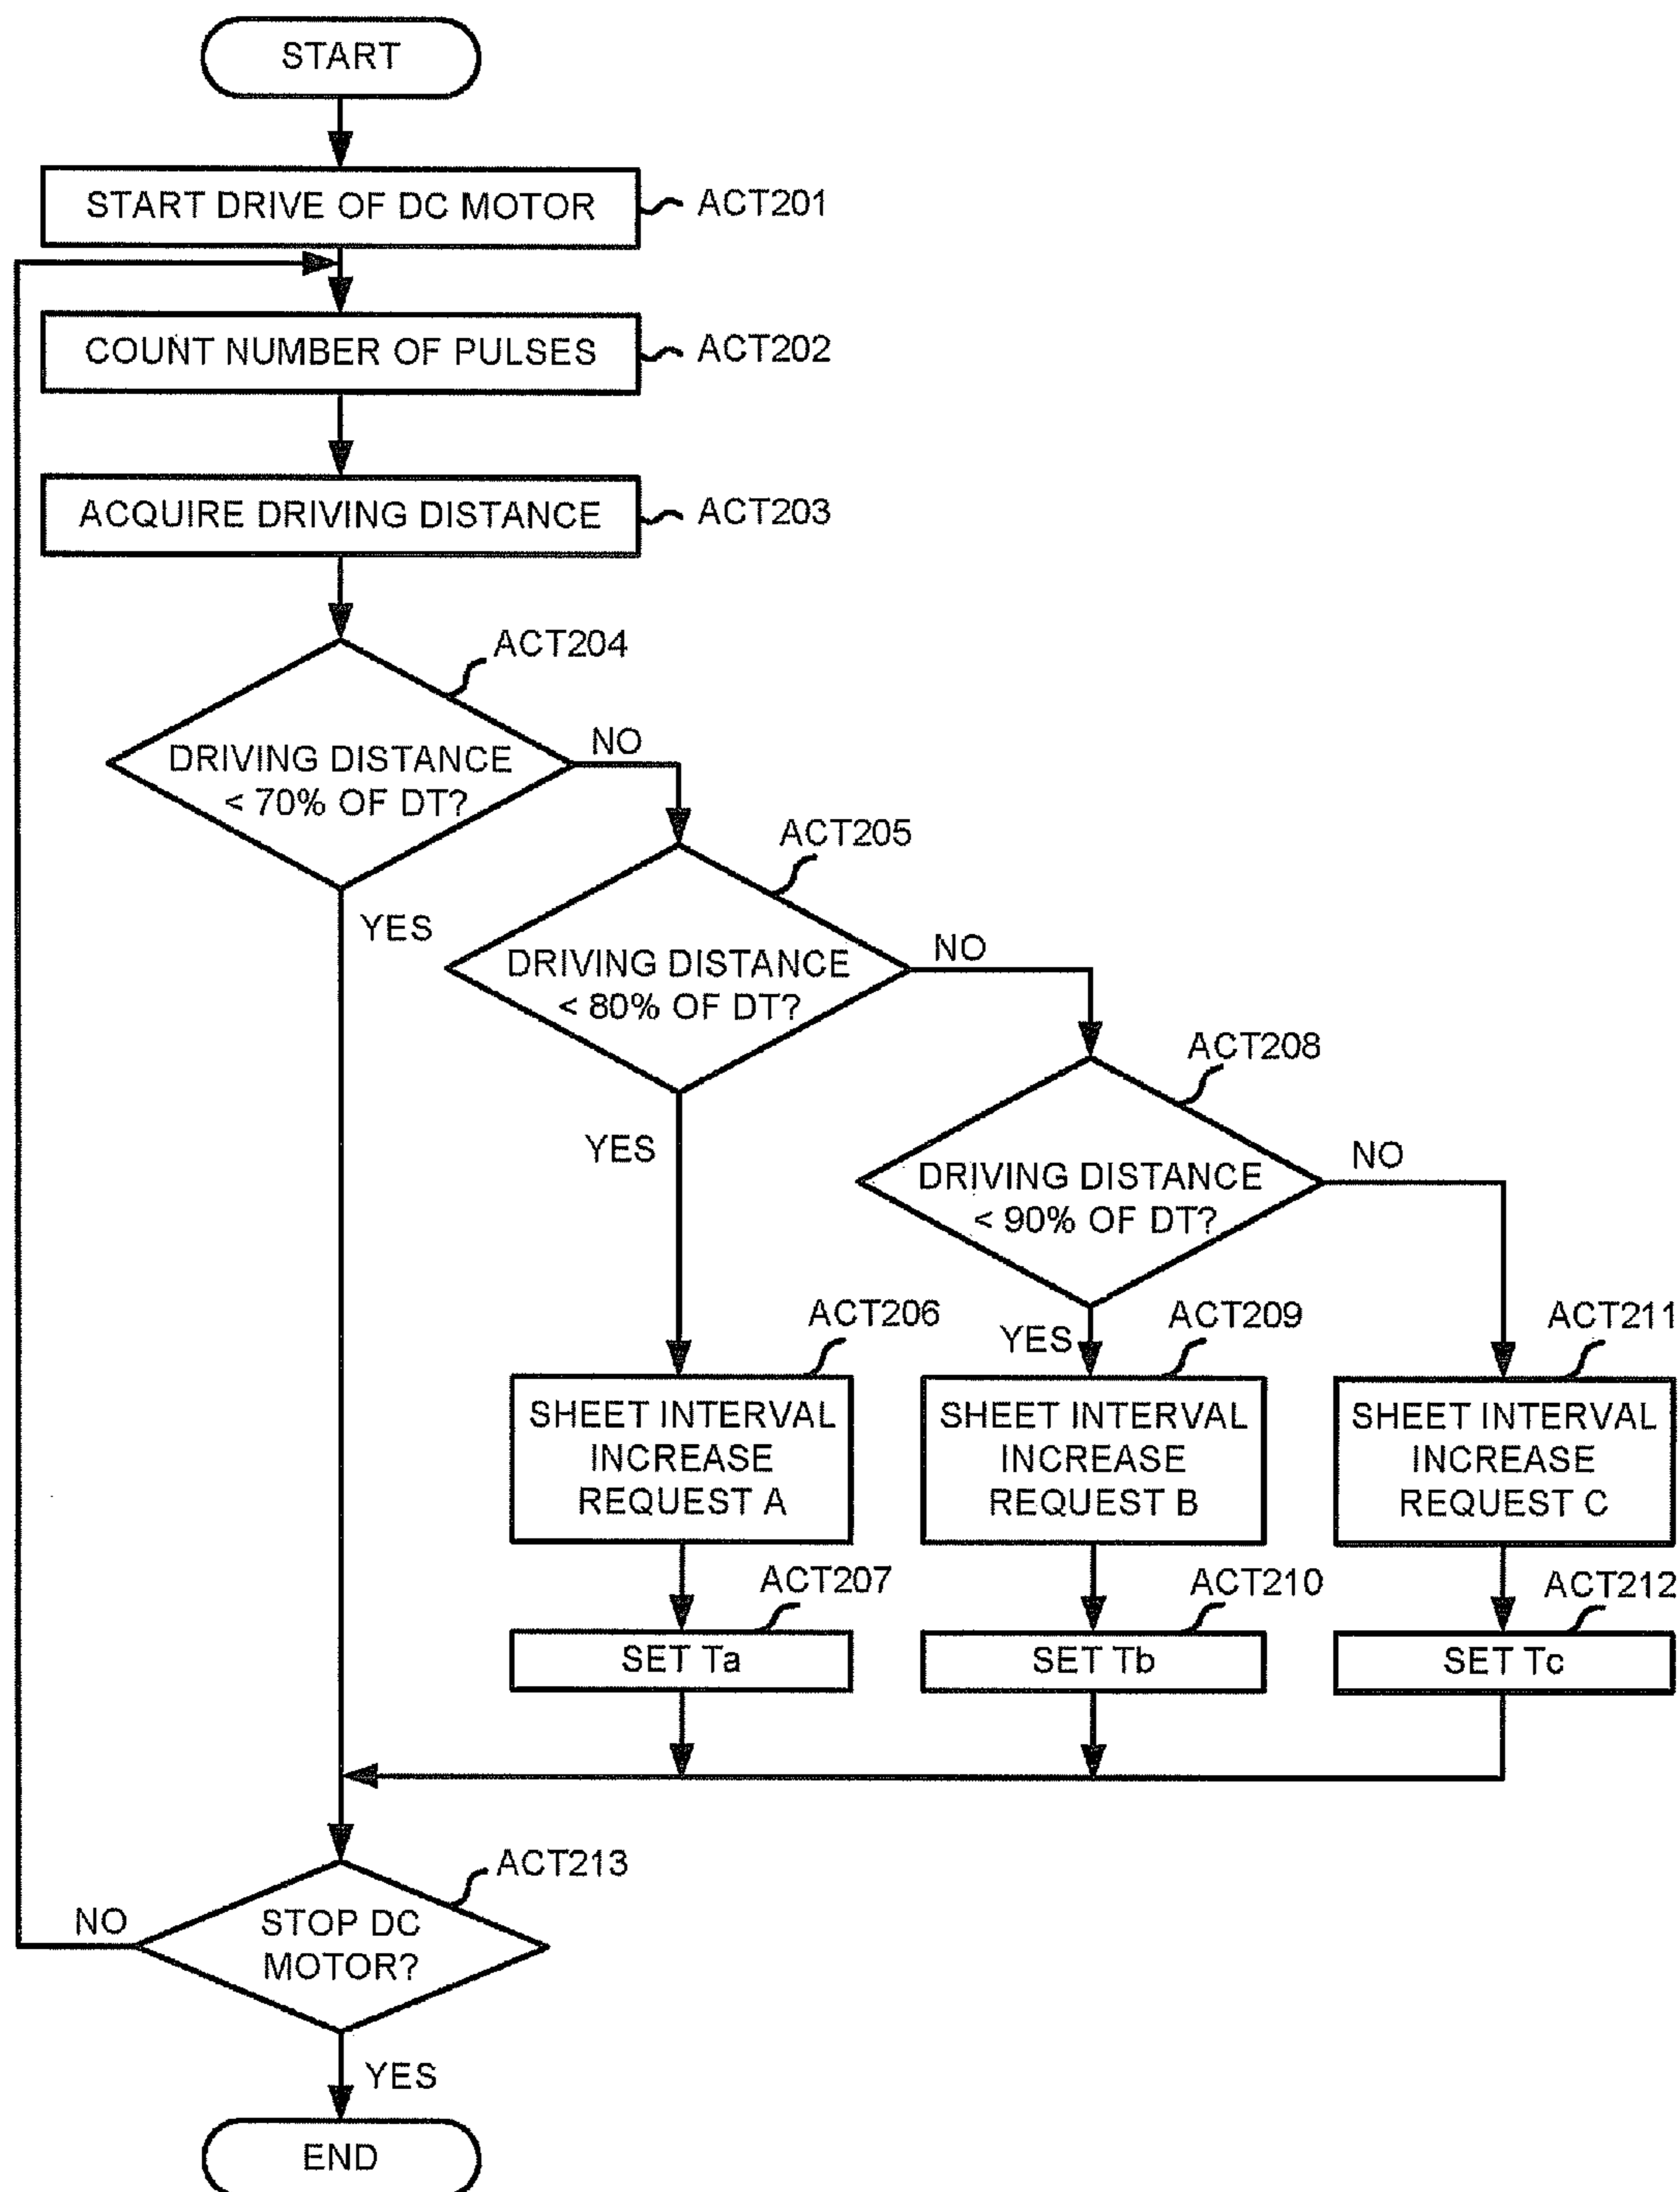 START
START DRIVE OF DC MOTOR
ACT201
COUNT NUMBER OF PULSES
ACT202
ACQUIRE DRIVING DISTANCE
ACT203
ACT204
DRIVING DISTANCE
< 70% OF DT?
NO
YES
ACT205
DRIVING DISTANCE
< 80% OF DT?
NO
YES
ACT208
DRIVING DISTANCE
< 90% OF DT?
NO
YES
ACT206
SHEET INTERVAL
INCREASE
REQUEST A
ACT209
SHEET INTERVAL
INCREASE
REQUEST B
ACT211
SHEET INTERVAL
INCREASE
REQUEST C
ACT207
SET Ta
ACT210
SET Tb
ACT212
SET Tc
ACT213
STOP DC
MOTOR?
NO
YES
END